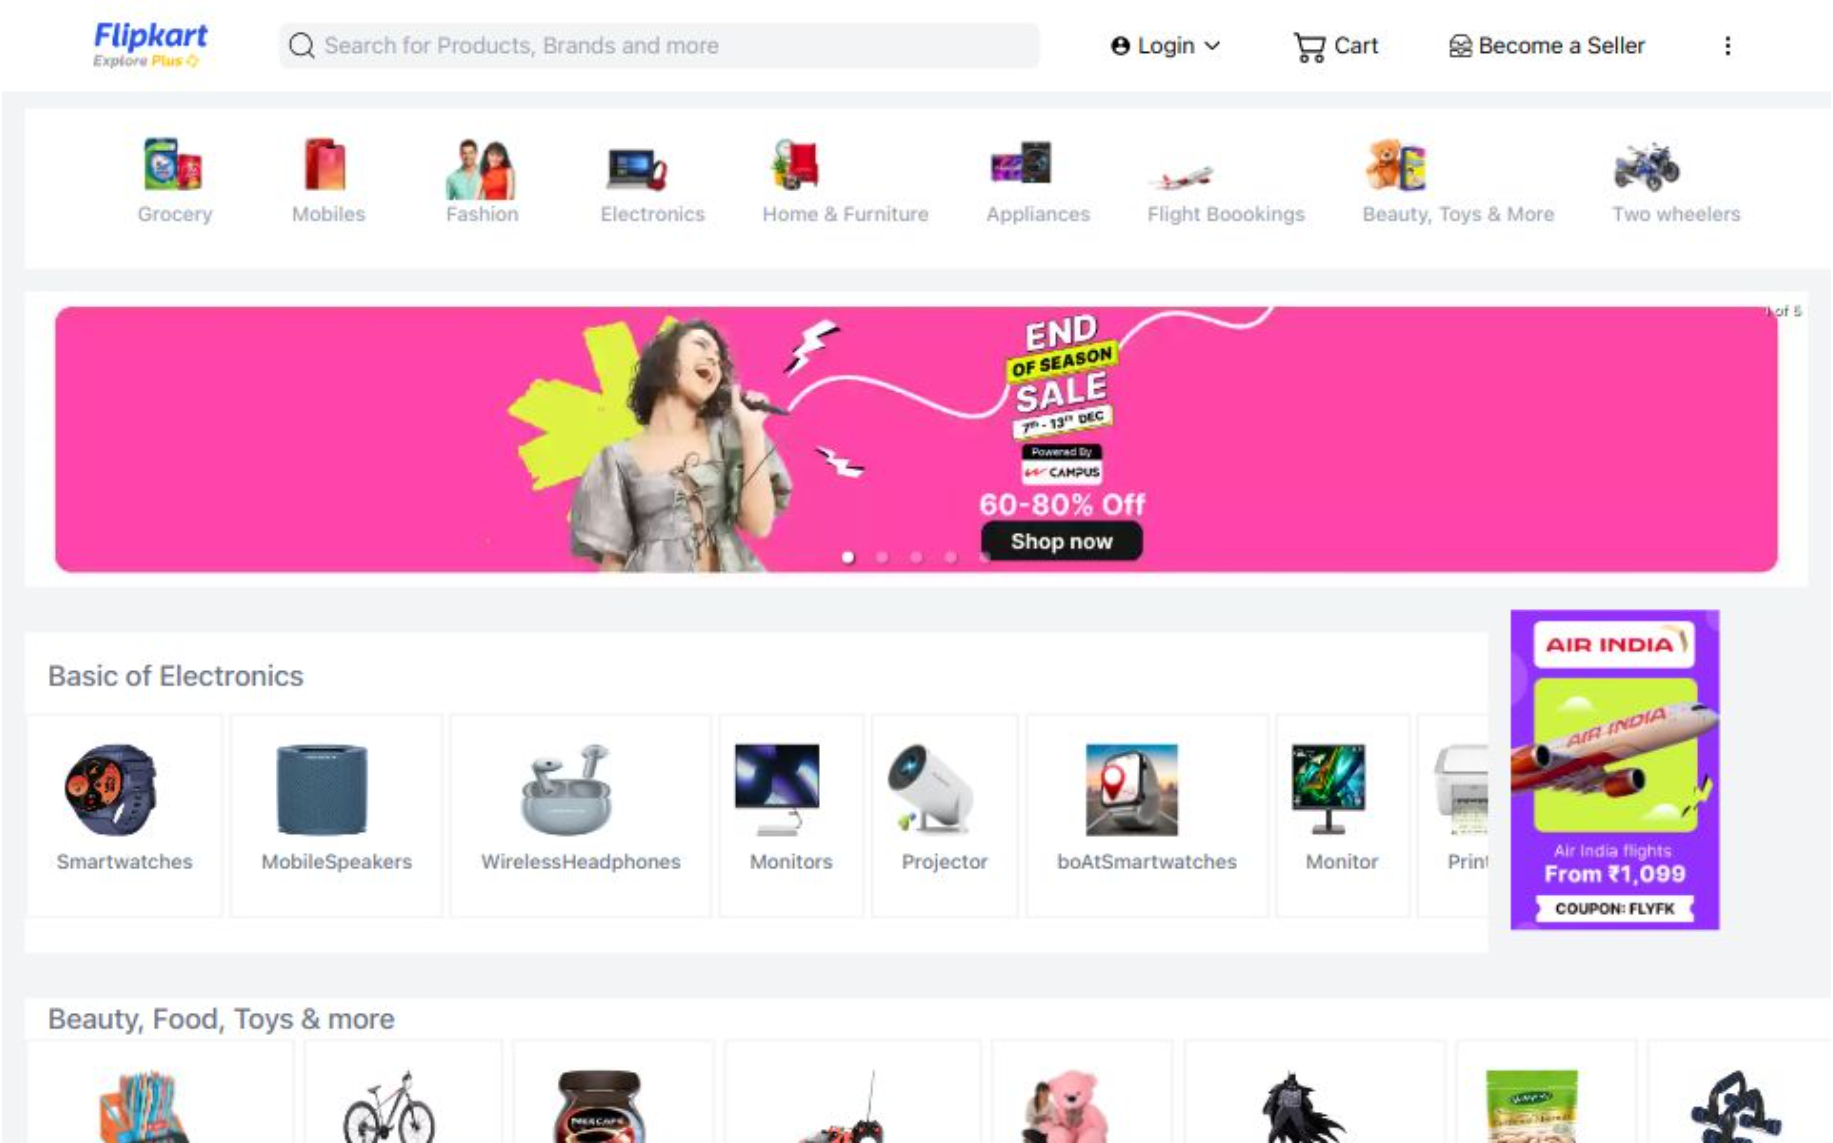 Flipkart
Explore Plus
Search for Products, Brands and more
Login
Cart
Become a Seller
Grocery
Mobiles
Fashion
Electronics
Home & Furniture
Appliances
Flight Boookings
Beauty, Toys & More
Two wheelers
1 of 5
END
OF SEASON
SALE
7th - 13th DEC
Powered By
CAMPUS
60-80% Off
Shop now
Basic of Electronics
Smartwatches
MobileSpeakers
WirelessHeadphones
Monitors
Projector
boAtSmartwatches
Monitor
Print
AIR INDIA
AIR INDIA
Air India flights
From ₹1,099
COUPON: FLYFK
Beauty, Food, Toys & more
NESCAFE